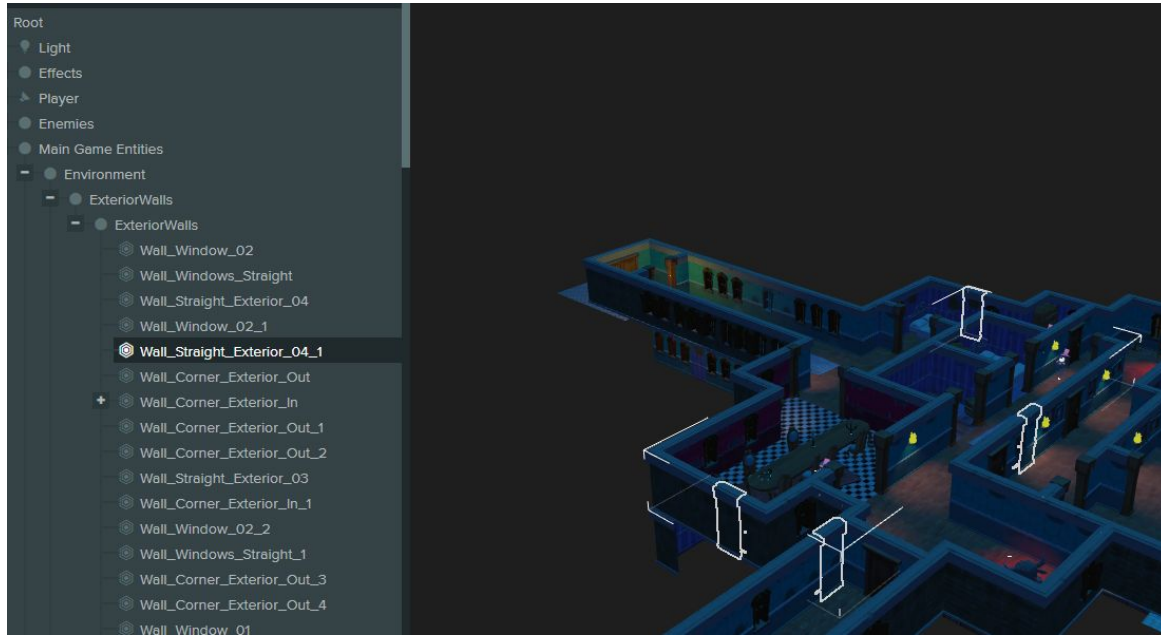 Root
Light
Effects
Player
Enemies
Main Game Entities
Environment
ExteriorWalls
ExteriorWalls
Wall_Window_02
Wall_Windows_Straight
Wall_Straight_Exterior_04
Wall_Window_02_1
Wall_Straight_Exterior_04_1
Wall_Corner_Exterior_Out
Wall_Corner_Exterior_In
Wall_Corner_Exterior_Out_1
Wall_Corner_Exterior_Out_2
Wall_Straight_Exterior_03
Wall_Corner_Exterior_In_1
Wall_Window_02_2
Wall_Windows_Straight_1
Wall_Corner_Exterior_Out_3
Wall_Corner_Exterior_Out_4
Wall_Window_01